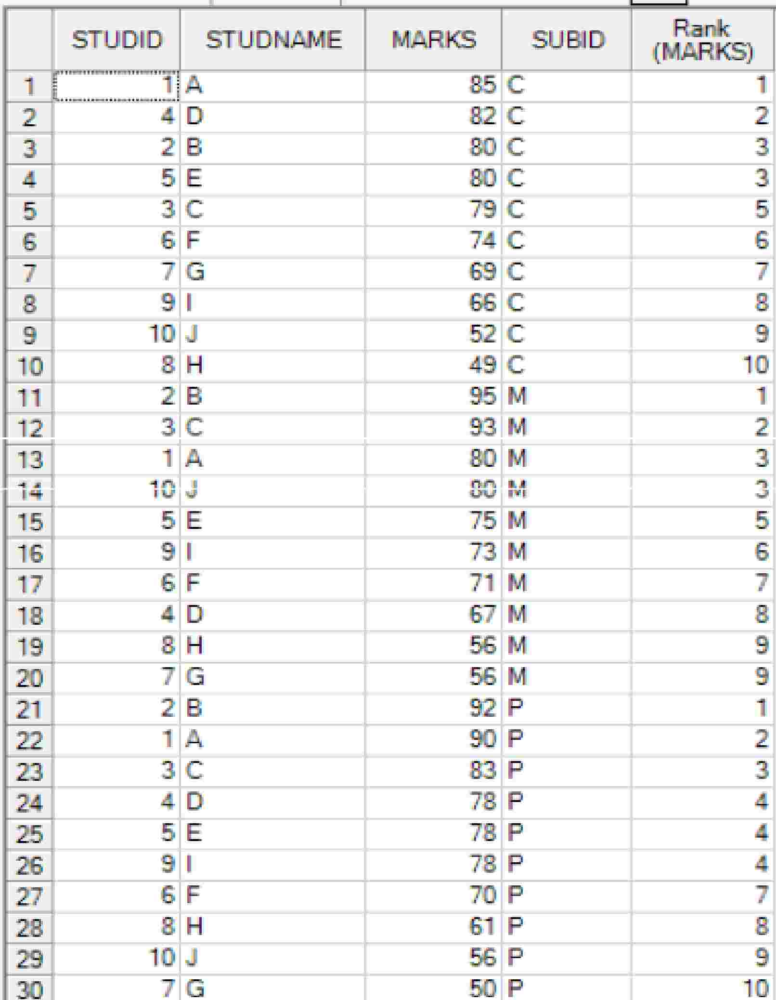 STUDID STUDNAME MARKS SUBID Rank (MARKS)
1 1 A 85 C 1
2 4 D 82 C 2
3 2 B 80 C 3
4 5 E 80 C 3
5 3 C 79 C 5
6 6 F 74 C 6
7 7 G 69 C 7
8 9 I 66 C 8
9 10 J 52 C 9
10 8 H 49 C 10
11 2 B 95 M 1
12 3 C 93 M 2
13 1 A 80 M 3
14 10 J 80 M 3
15 5 E 75 M 5
16 9 I 73 M 6
17 6 F 71 M 7
18 4 D 67 M 8
19 8 H 56 M 9
20 7 G 56 M 9
21 2 B 92 P 1
22 1 A 90 P 2
23 3 C 83 P 3
24 4 D 78 P 4
25 5 E 78 P 4
26 9 I 78 P 4
27 6 F 70 P 7
28 8 H 61 P 8
29 10 J 56 P 9
30 7 G 50 P 10